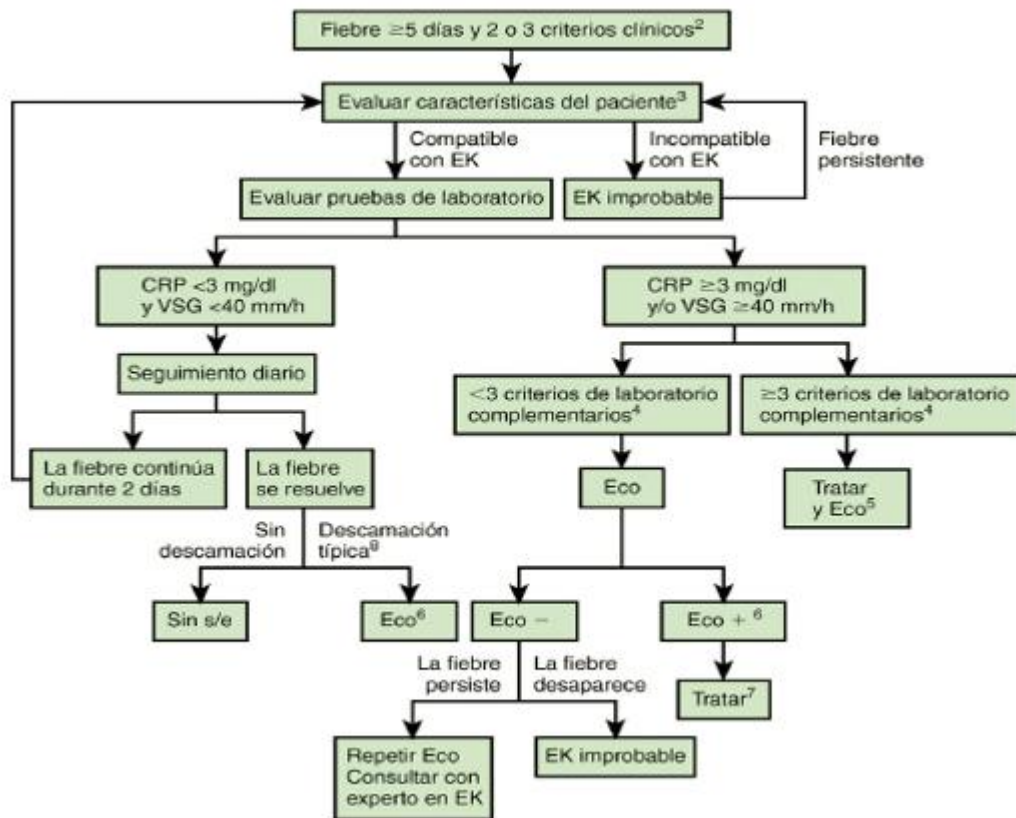 Fiebre ≥5 días y 2 o 3 criterios clínicos²
Evaluar características del paciente³
Compatible
con EK
Incompatible
con EK
Fiebre
persistente
Evaluar pruebas de laboratorio
EK improbable
CRP <3 mg/dl
y VSG <40 mm/h
CRP ≥3 mg/dl
y/o VSG ≥40 mm/h
Seguimiento diario
<3 criterios de laboratorio
complementarios⁴
≥3 criterios de laboratorio
complementarios⁴
La fiebre continúa
durante 2 días
La fiebre
se resuelve
Eco
Tratar
y Eco⁵
Sin
descamación
Descamación
típica⁸
Sin s/e
Eco⁶
Eco −
Eco + ⁶
La fiebre
persiste
La fiebre
desaparece
Tratar⁷
Repetir Eco
Consultar con
experto en EK
EK improbable